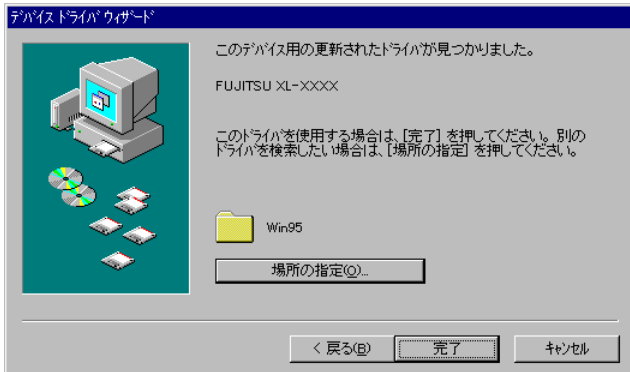 ﾃﾞﾊﾞｲｽ ﾄﾞﾗｲﾊﾞ ｳｨｻﾞｰﾄﾞ
このﾃﾞﾊﾞｲｽ用の更新されたﾄﾞﾗｲﾊﾞが見つかりました。
FUJITSU XL-XXXX
このﾄﾞﾗｲﾊﾞを使用する場合は、[完了] を押してください。別の
ﾄﾞﾗｲﾊﾞを検索したい場合は、[場所の指定] を押してください。
Win95
場所の指定(O)...
< 戻る(B)
完了
ｷｬﾝｾﾙ